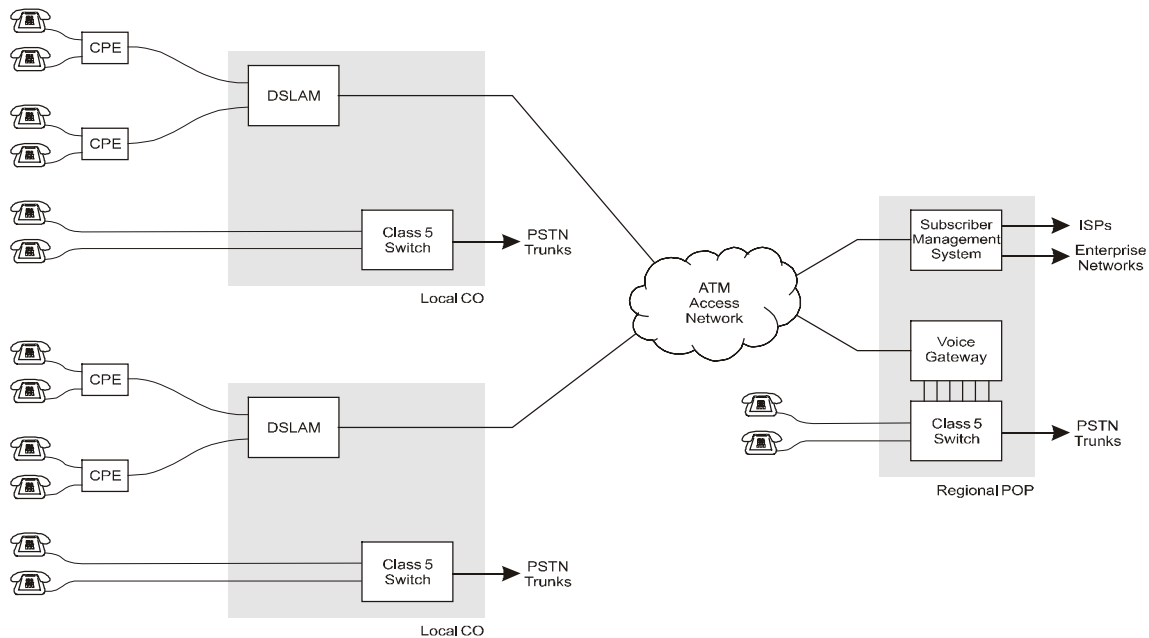 CPE
DSLAM
CPE
Class 5
Switch
PSTN
Trunks
Local CO
CPE
DSLAM
CPE
Class 5
Switch
PSTN
Trunks
Local CO
ATM
Access
Network
Subscriber
Management
System
ISPs
Enterprise
Networks
Voice
Gateway
Class 5
Switch
PSTN
Trunks
Regional POP